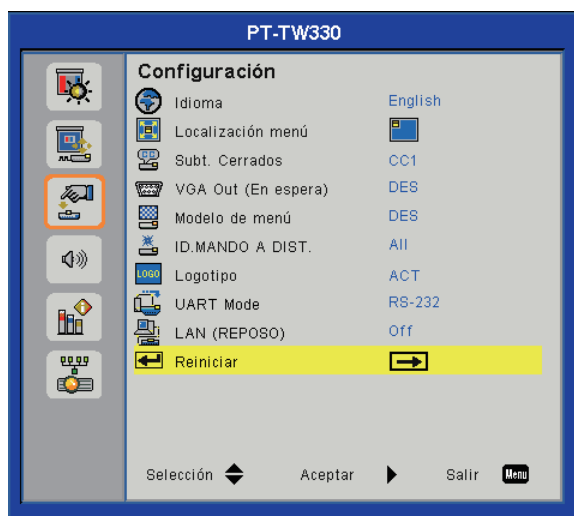 PT-TW330
Configuración
Idioma English
Localización menú
Subt. Cerrados CC1
VGA Out (En espera) DES
Modelo de menú DES
ID.MANDO A DIST. All
LOGO Logotipo ACT
UART Mode RS-232
LAN (REPOSO) Off
Reiniciar
Selección Aceptar Salir Menu